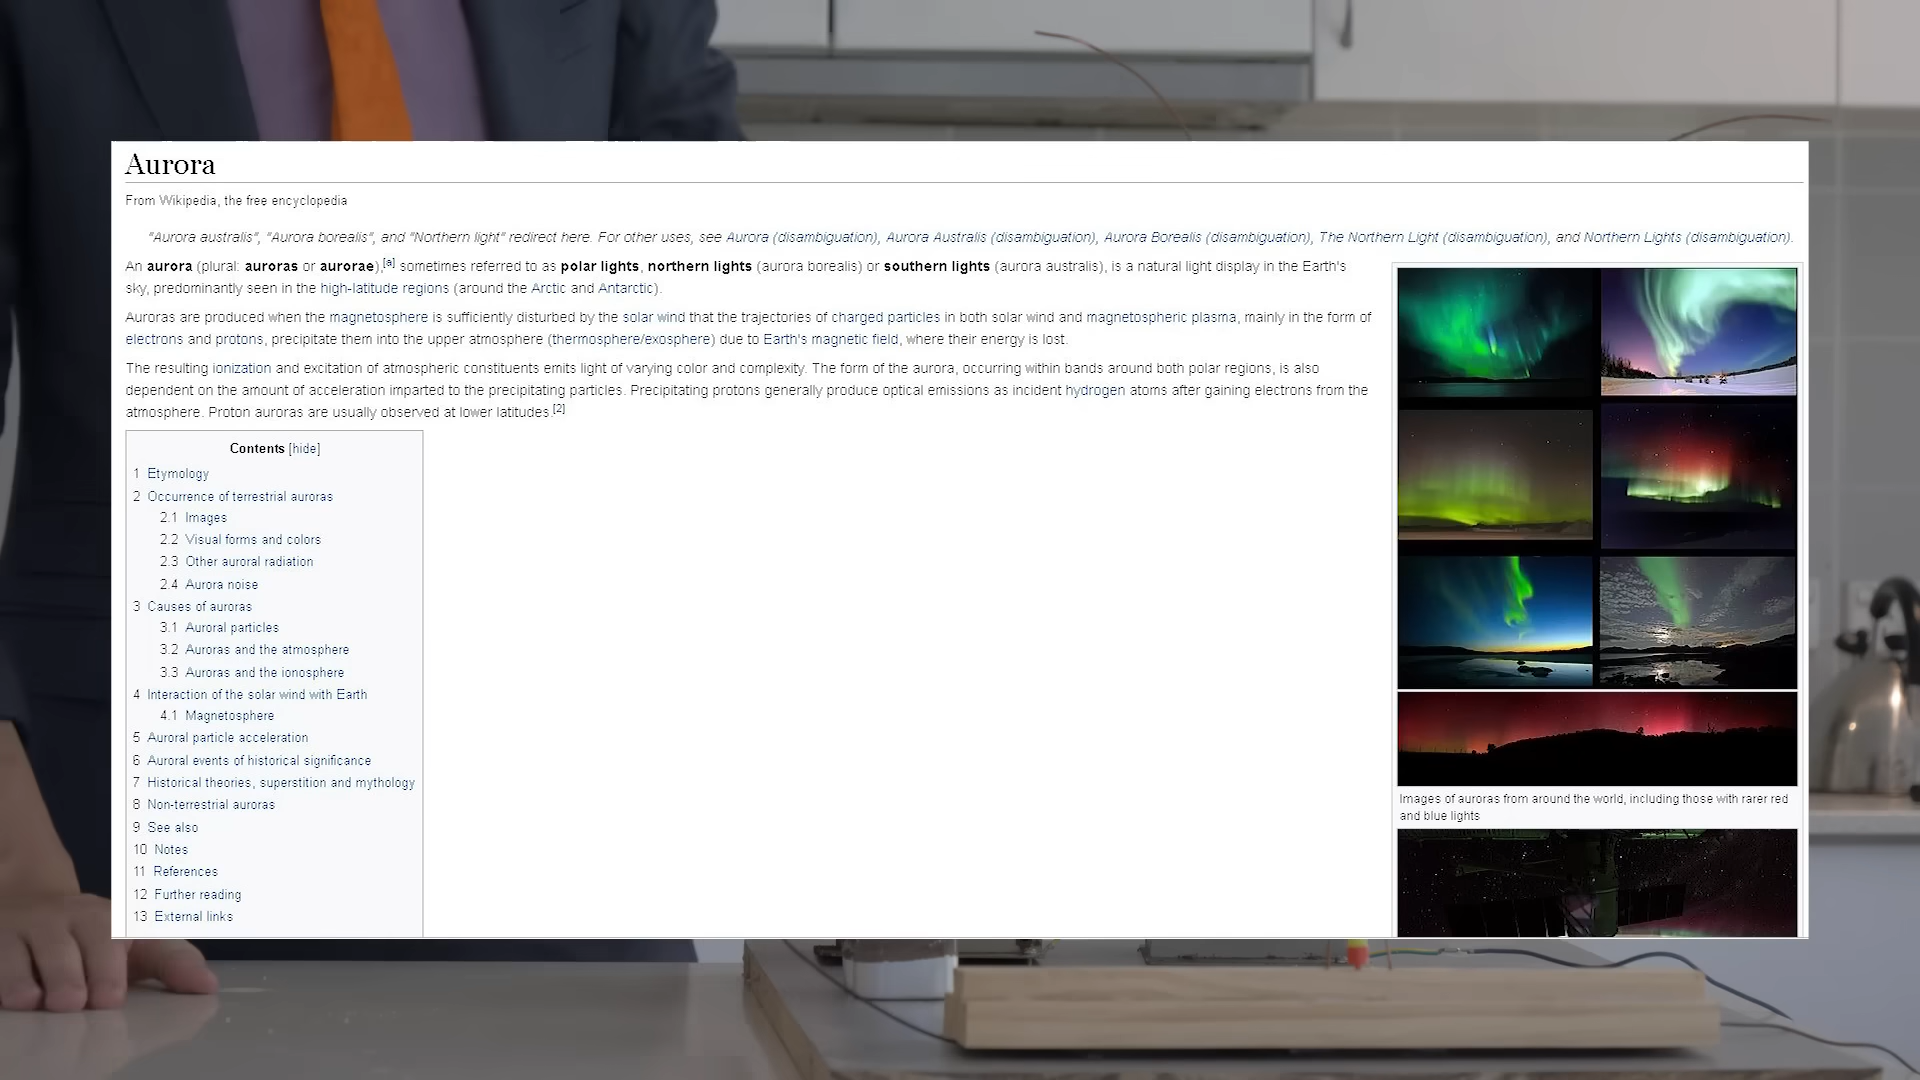 Aurora
From Wikipedia, the free encyclopedia
"Aurora australis", "Aurora borealis", and "Northern light" redirect here. For other uses, see Aurora (disambiguation), Aurora Australis (disambiguation), Aurora Borealis (disambiguation), The Northern Light (disambiguation), and Northern Lights (disambiguation).
An aurora (plural: auroras or aurorae),[a] sometimes referred to as polar lights, northern lights (aurora borealis) or southern lights (aurora australis), is a natural light display in the Earth's
sky, predominantly seen in the high-latitude regions (around the Arctic and Antarctic).
Auroras are produced when the magnetosphere is sufficiently disturbed by the solar wind that the trajectories of charged particles in both solar wind and magnetospheric plasma, mainly in the form of
electrons and protons, precipitate them into the upper atmosphere (thermosphere/exosphere) due to Earth's magnetic field, where their energy is lost.
The resulting ionization and excitation of atmospheric constituents emits light of varying color and complexity. The form of the aurora, occurring within bands around both polar regions, is also
dependent on the amount of acceleration imparted to the precipitating particles. Precipitating protons generally produce optical emissions as incident hydrogen atoms after gaining electrons from the
atmosphere. Proton auroras are usually observed at lower latitudes.[2]
Contents [hide]
1 Etymology
2 Occurrence of terrestrial auroras
2.1 Images
2.2 Visual forms and colors
2.3 Other auroral radiation
2.4 Aurora noise
3 Causes of auroras
3.1 Auroral particles
3.2 Auroras and the atmosphere
3.3 Auroras and the ionosphere
4 Interaction of the solar wind with Earth
4.1 Magnetosphere
5 Auroral particle acceleration
6 Auroral events of historical significance
7 Historical theories, superstition and mythology
8 Non-terrestrial auroras
9 See also
10 Notes
11 References
12 Further reading
13 External links
Images of auroras from around the world, including those with rarer red
and blue lights